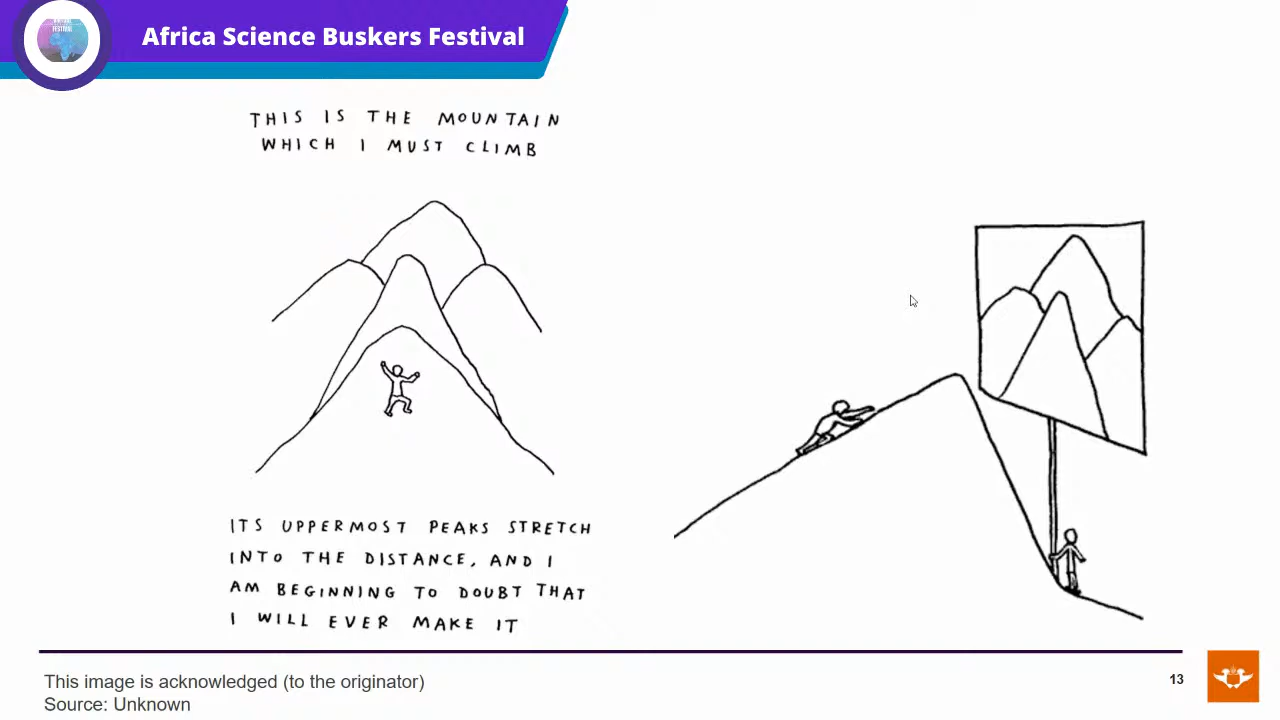 FESTIVAL
Africa Science Buskers Festival
THIS IS THE MOUNTAIN
WHICH I MUST CLIMB
ITS UPPERMOST PEAKS STRETCH
INTO THE DISTANCE, AND I
AM BEGINNING TO DOUBT THAT
I WILL EVER MAKE IT
This image is acknowledged (to the originator)
Source: Unknown
13